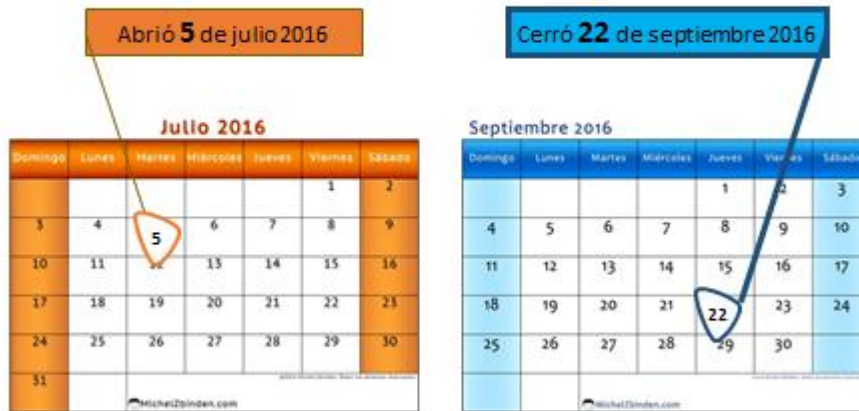 Abrió 5 de julio 2016
Cerró 22 de septiembre 2016
Julio 2016
Domingo Lunes Martes Miércoles Jueves Viernes Sábado
1 2
3 4 5 6 7 8 9
10 11 12 13 14 15 16
17 18 19 20 21 22 23
24 25 26 27 28 29 30
31
MichelZbinden.com
Septiembre 2016
Domingo Lunes Martes Miércoles Jueves Viernes Sábado
1 2 3
4 5 6 7 8 9 10
11 12 13 14 15 16 17
18 19 20 21 22 23 24
25 26 27 28 29 30
MichelZbinden.com